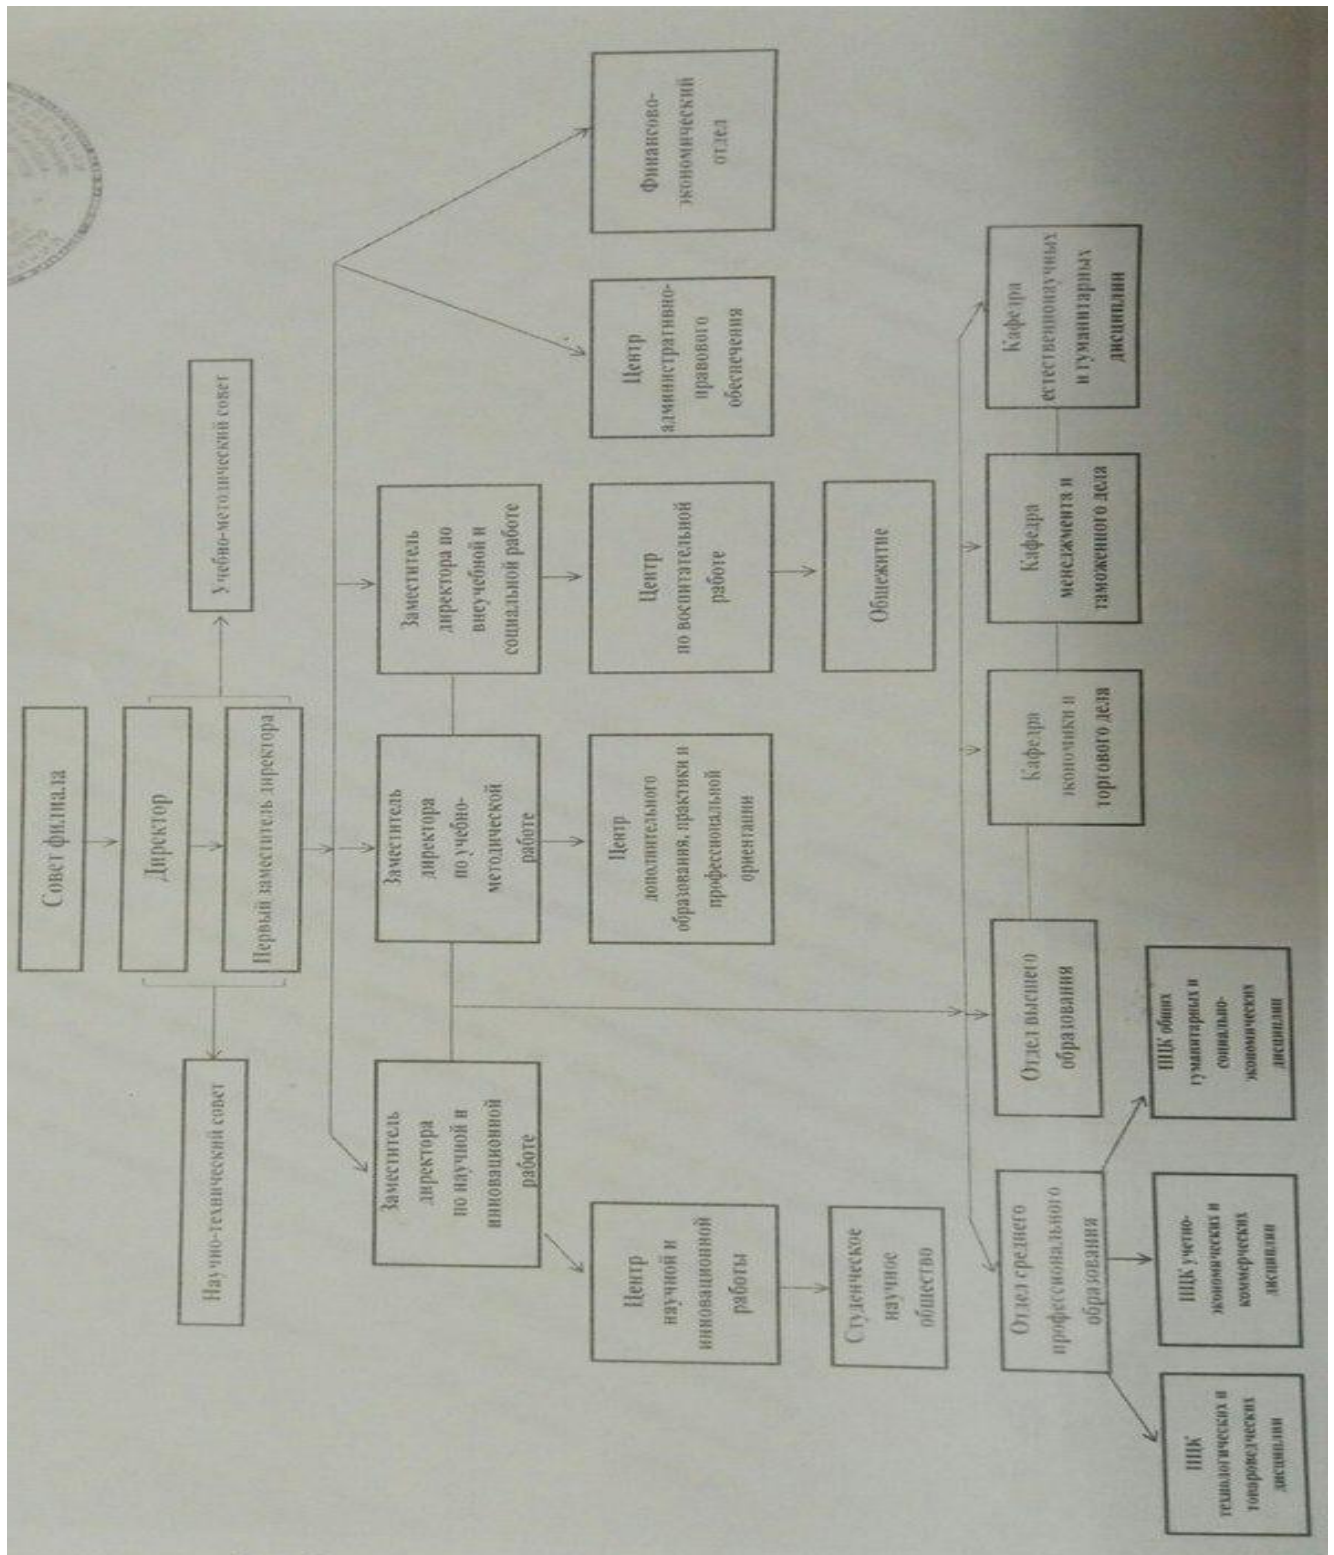 Совет филиала
Директор
Первый заместитель директора
Научно-технический совет
Учебно-методический совет
Заместитель
директора
по научной и
инновационной
работе
Заместитель
директора
по учебно-
методической
работе
Заместитель
директора по
внеучебной и
социальной работе
Центр
научной и
инновационной
работы
Центр
дополнительного
образования, практики и
профессиональной
ориентации
Центр
по воспитательной
работе
Центр
административно-
правового
обеспечения
Финансово-
экономический
отдел
Студенческое
научное
общество
Общежитие
Отдел среднего
профессионального
образования
Отдел высшего
образования
Кафедра
экономики и
торгового дела
Кафедра
менеджмента и
таможенного дела
Кафедра
естественнонаучных
и гуманитарных
дисциплин
ПЦК
технологических и
товароведческих
дисциплин
ПЦК учетно-
экономических и
коммерческих
дисциплин
ПЦК общих
гуманитарных и
социально-
экономических
дисциплин